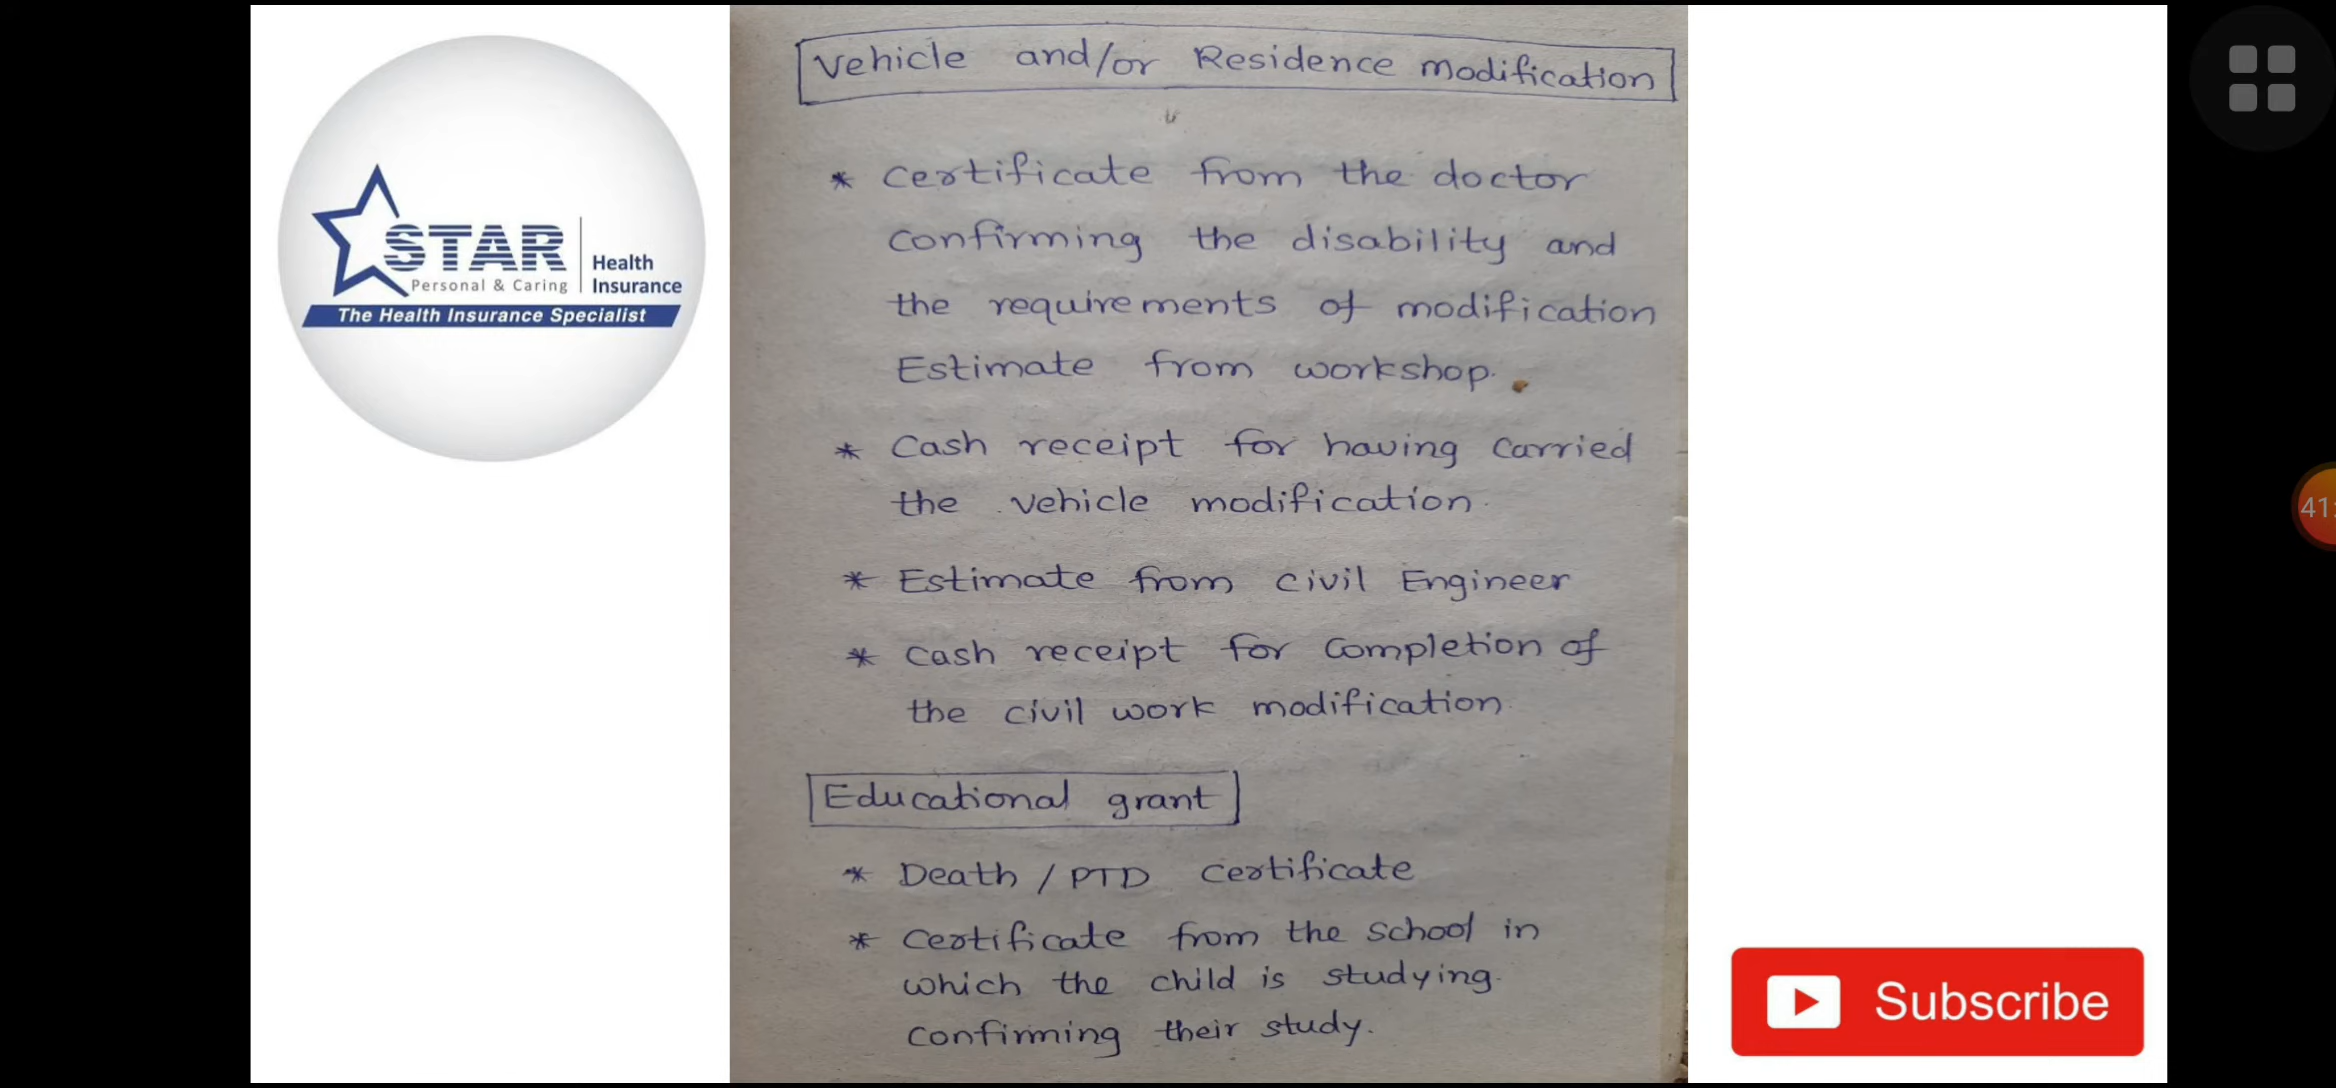 STAR
Health
Personal & Caring
Insurance
The Health Insurance Specialist
Vehicle and/or Residence modification
* Certificate from the doctor
confirming the disability and
the requirements of modification
Estimate from workshop.
* Cash receipt for having carried
the vehicle modification.
* Estimate from civil Engineer
* Cash receipt for completion of
the civil work modification.
Educational grant
* Death / PTD Certificate
* Certificate from the school in
which the child is studying.
confirming their study.
41:
Subscribe